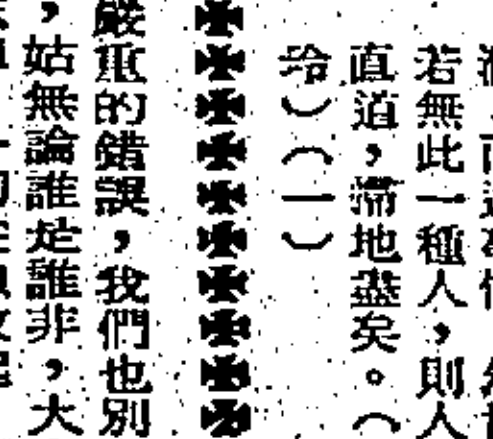 若無此一種人，則人
直道，掃地盡矣。（
冷）（一）
嚴重的錯誤，我們也別
，姑無論誰是誰非，大